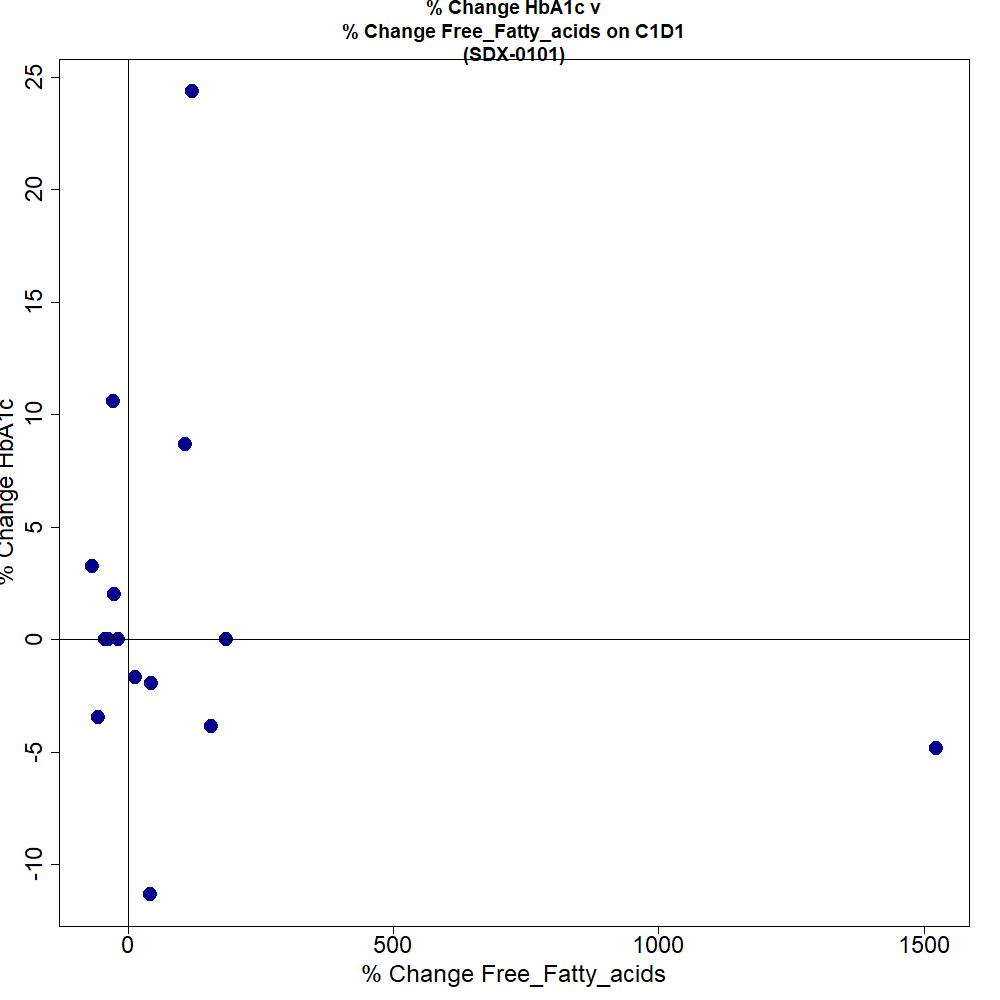 % Change HbA1c v
% Change Free_Fatty_acids on C1D1
(SDX-0101)
25
20
15
10
5
0
-5
-10
% Change HbA1c
0 500 1000 1500
% Change Free_Fatty_acids